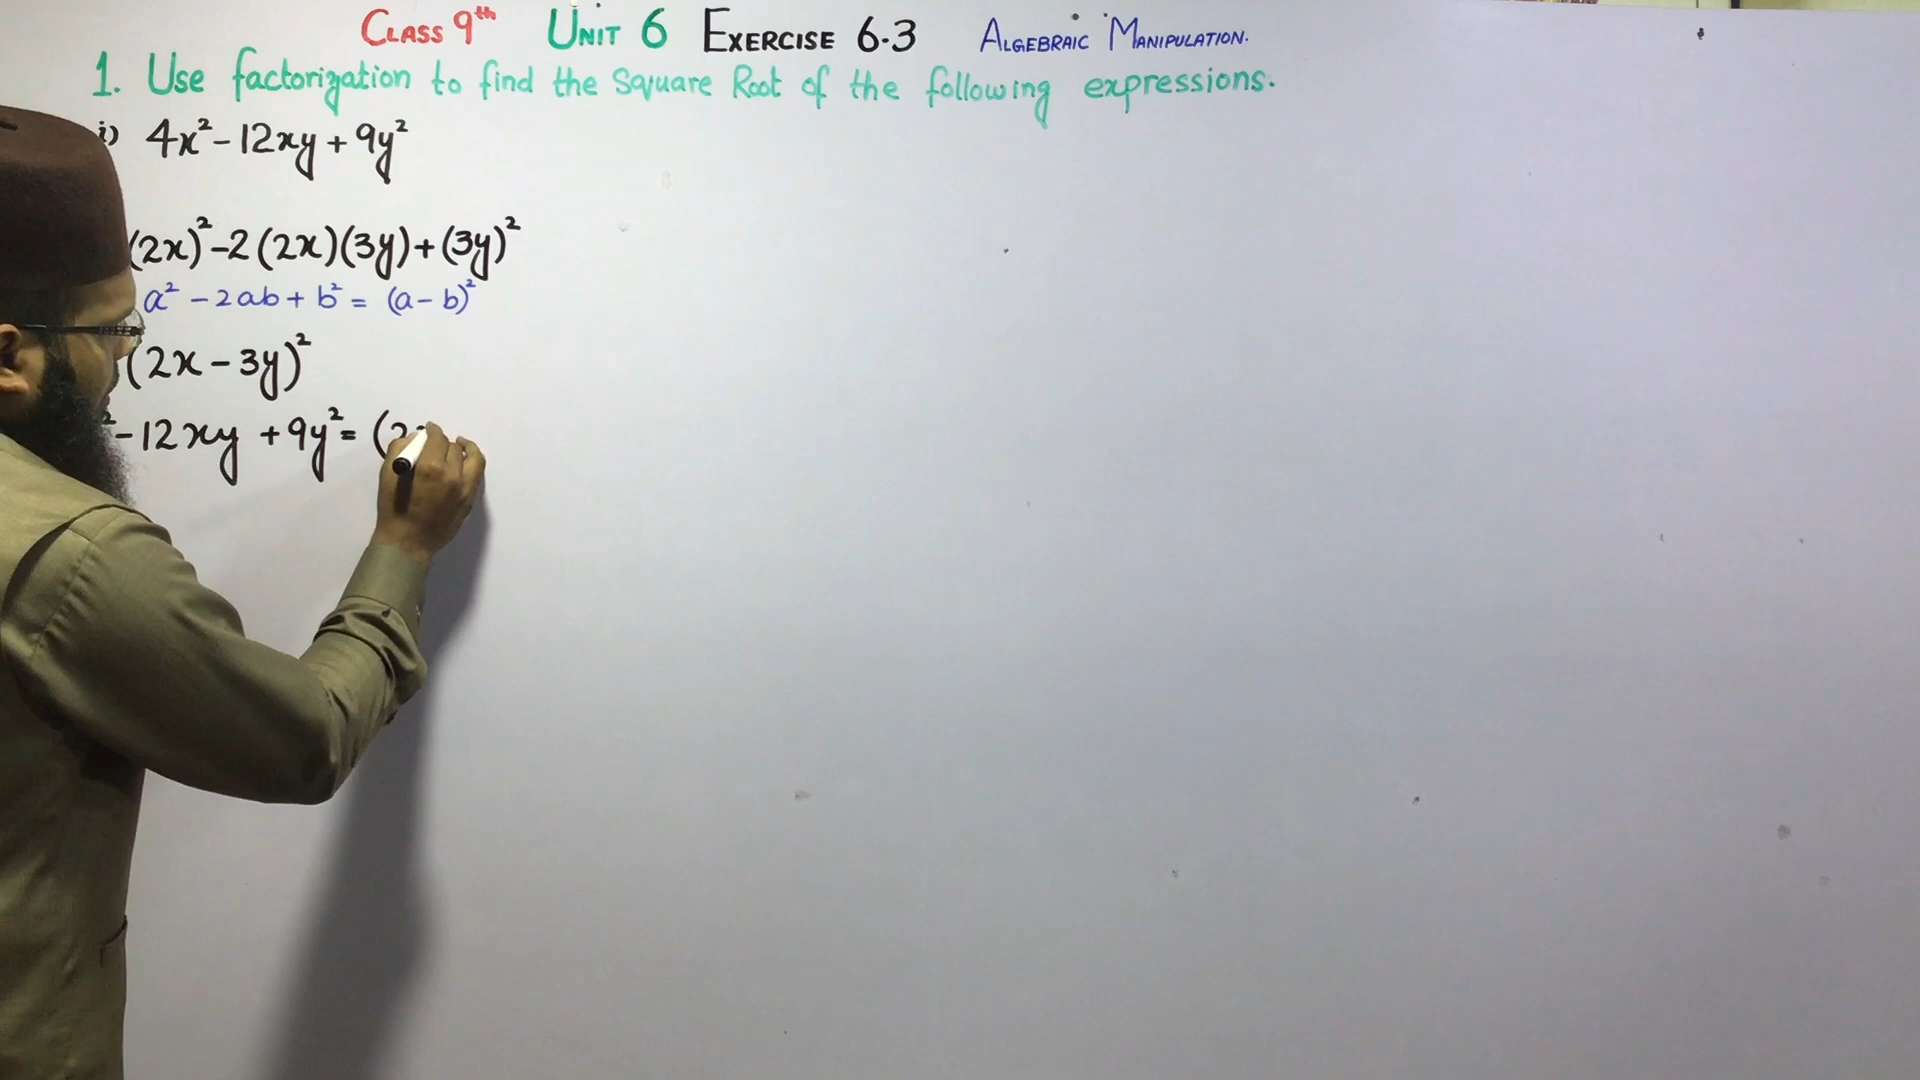 CLASS 9th UNIT 6 EXERCISE 6.3 ALGEBRAIC MANIPULATION.
1. Use factorization to find the Square Root of the following expressions.
i) 4x² - 12xy + 9y²
(2x)² - 2(2x)(3y) + (3y)²
a² - 2ab + b² = (a - b)²
(2x - 3y)²
² - 12xy + 9y² = (2